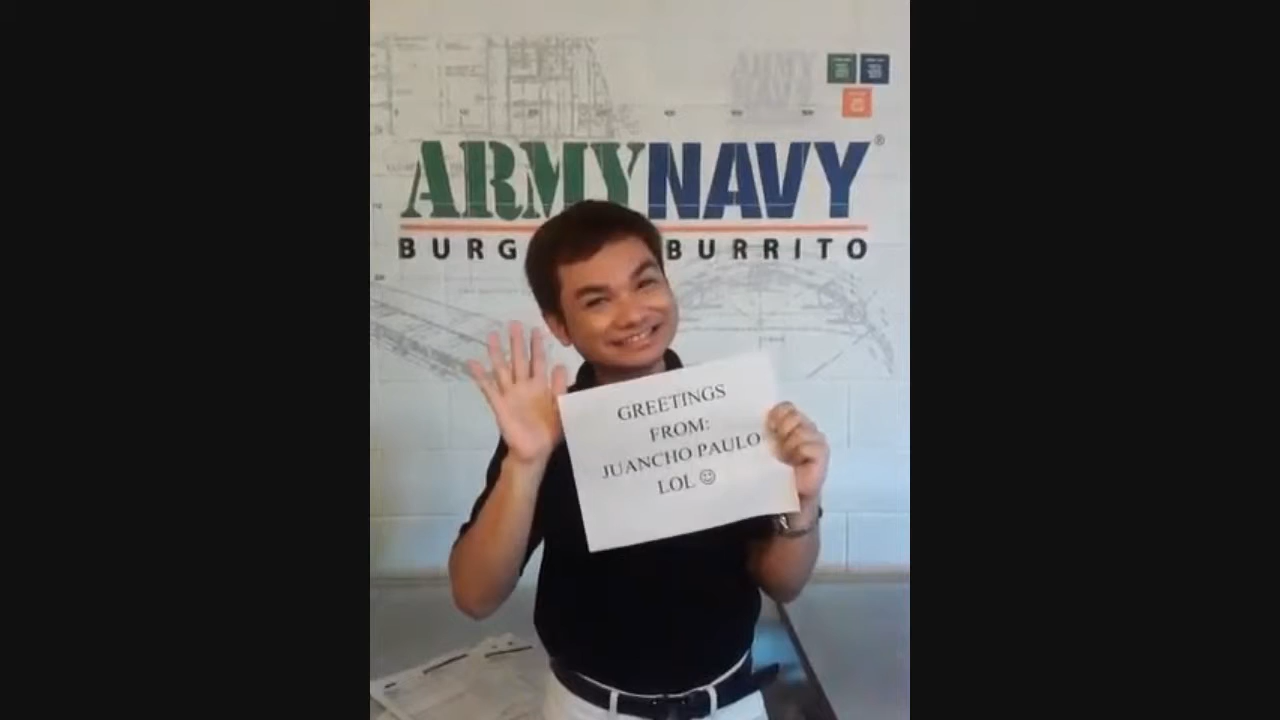 ARMYNAVY®
BURG BURRITO
GREETINGS
FROM:
JUANCHO PAULO
LOL ☺